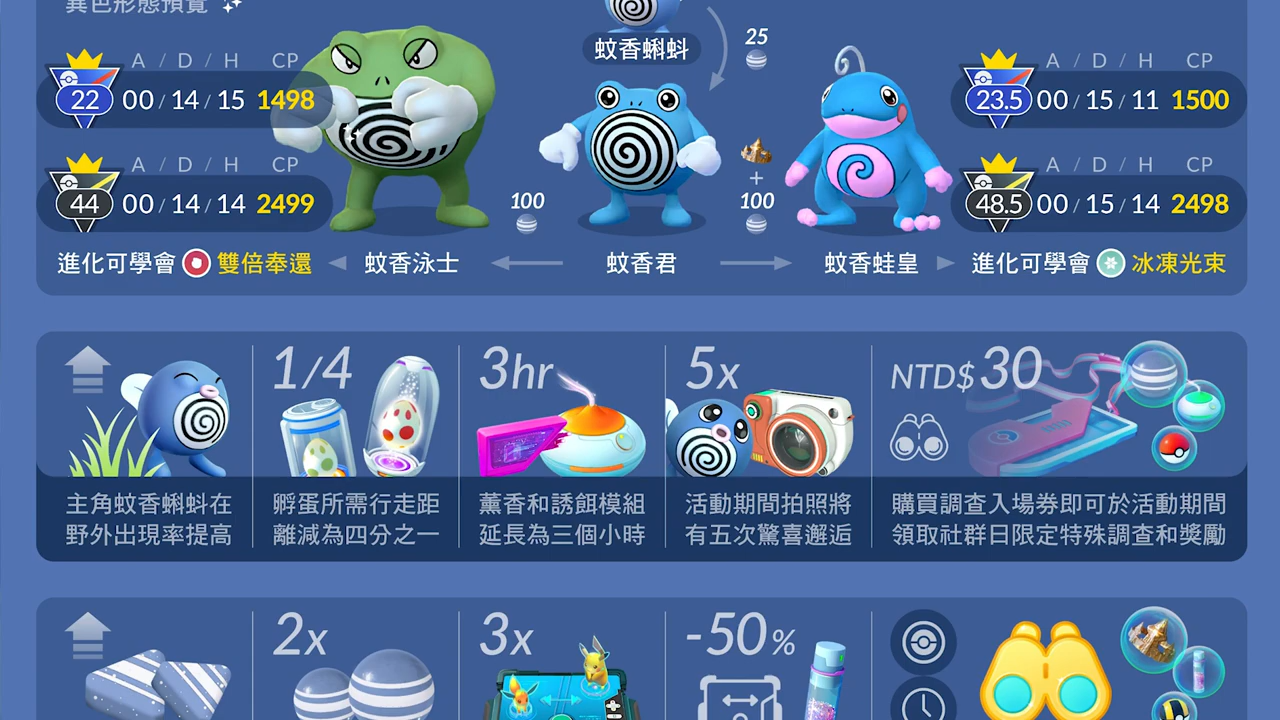 異色形態預覽
蚊香蝌蚪
25
A / D / H CP
22 00 / 14 / 15 1498
A / D / H CP
44 00 / 14 / 14 2499
A / D / H CP
23.5 00 / 15 / 11 1500
A / D / H CP
48.5 00 / 15 / 14 2498
100
+
100
進化可學會 雙倍奉還
蚊香泳士
蚊香君
蚊香蛙皇
進化可學會 冰凍光束
主角蚊香蝌蚪在
野外出現率提高
1/4
孵蛋所需行走距
離減為四分之一
3hr
薰香和誘餌模組
延長為三個小時
5x
活動期間拍照將
有五次驚喜邂逅
NTD$30
購買調查入場券即可於活動期間
領取社群日限定特殊調查和獎勵
2x
3x
-50%